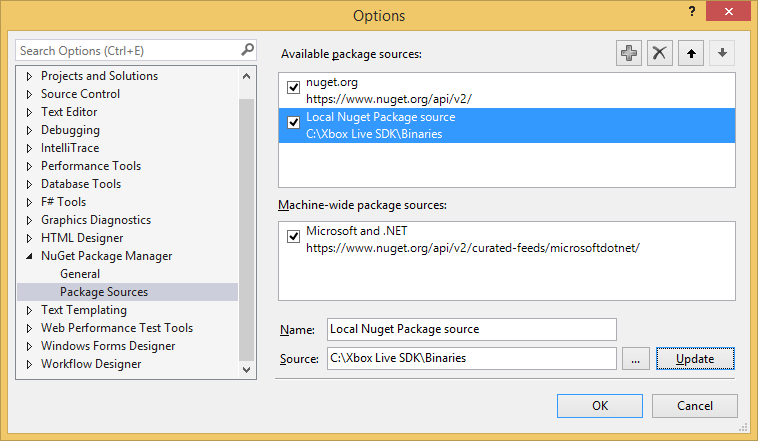 Options
?
Search Options (Ctrl+E)
Projects and Solutions
Source Control
Text Editor
Debugging
IntelliTrace
Performance Tools
Database Tools
F# Tools
Graphics Diagnostics
HTML Designer
NuGet Package Manager
General
Package Sources
Text Templating
Web Performance Test Tools
Windows Forms Designer
Workflow Designer
Available package sources:
nuget.org
https://www.nuget.org/api/v2/
Local Nuget Package source
C:\Xbox Live SDK\Binaries
Machine-wide package sources:
Microsoft and .NET
https://www.nuget.org/api/v2/curated-feeds/microsoftdotnet/
Name: Local Nuget Package source
Source: C:\Xbox Live SDK\Binaries ... Update
OK Cancel